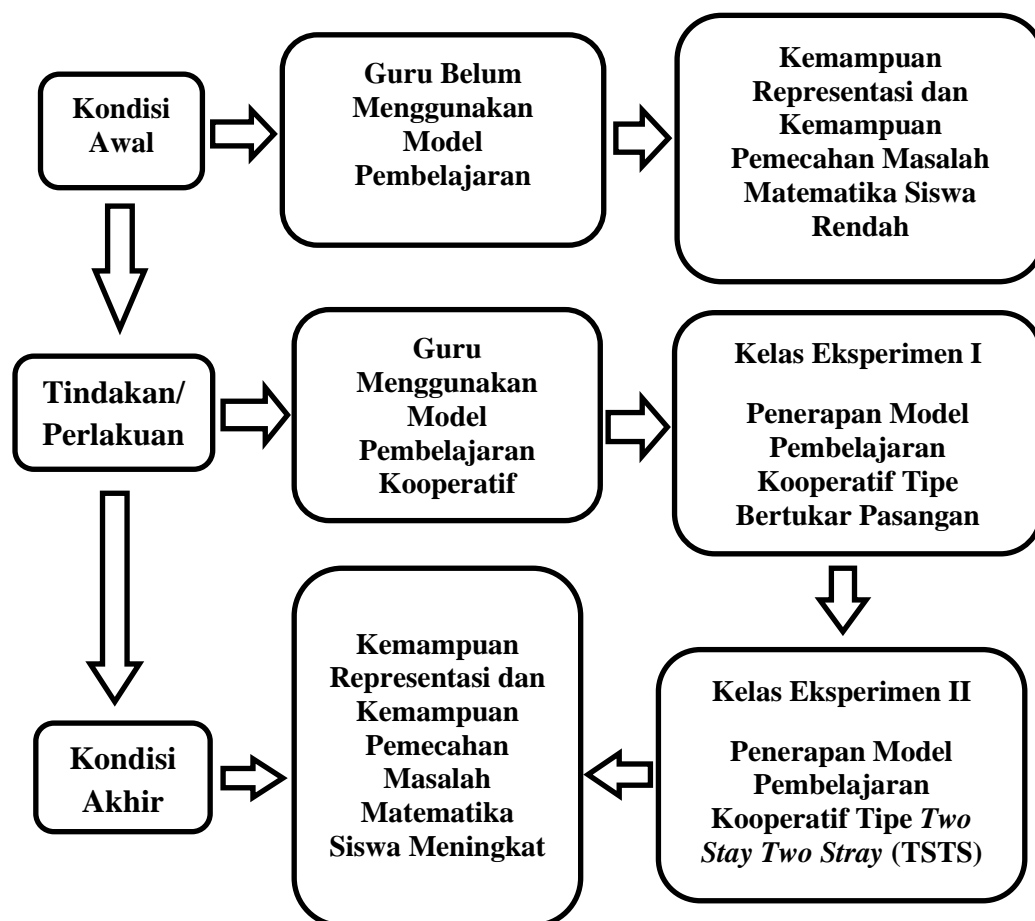 Kondisi
Awal
Guru Belum
Menggunakan
Model
Pembelajaran
Kemampuan
Representasi dan
Kemampuan
Pemecahan Masalah
Matematika Siswa
Rendah
Tindakan/
Perlakuan
Guru
Menggunakan
Model
Pembelajaran
Kooperatif
Kelas Eksperimen I
Penerapan Model
Pembelajaran
Kooperatif Tipe
Bertukar Pasangan
Kondisi
Akhir
Kemampuan
Representasi dan
Kemampuan
Pemecahan
Masalah
Matematika
Siswa Meningkat
Kelas Eksperimen II
Penerapan Model
Pembelajaran
Kooperatif Tipe Two
Stay Two Stray (TSTS)